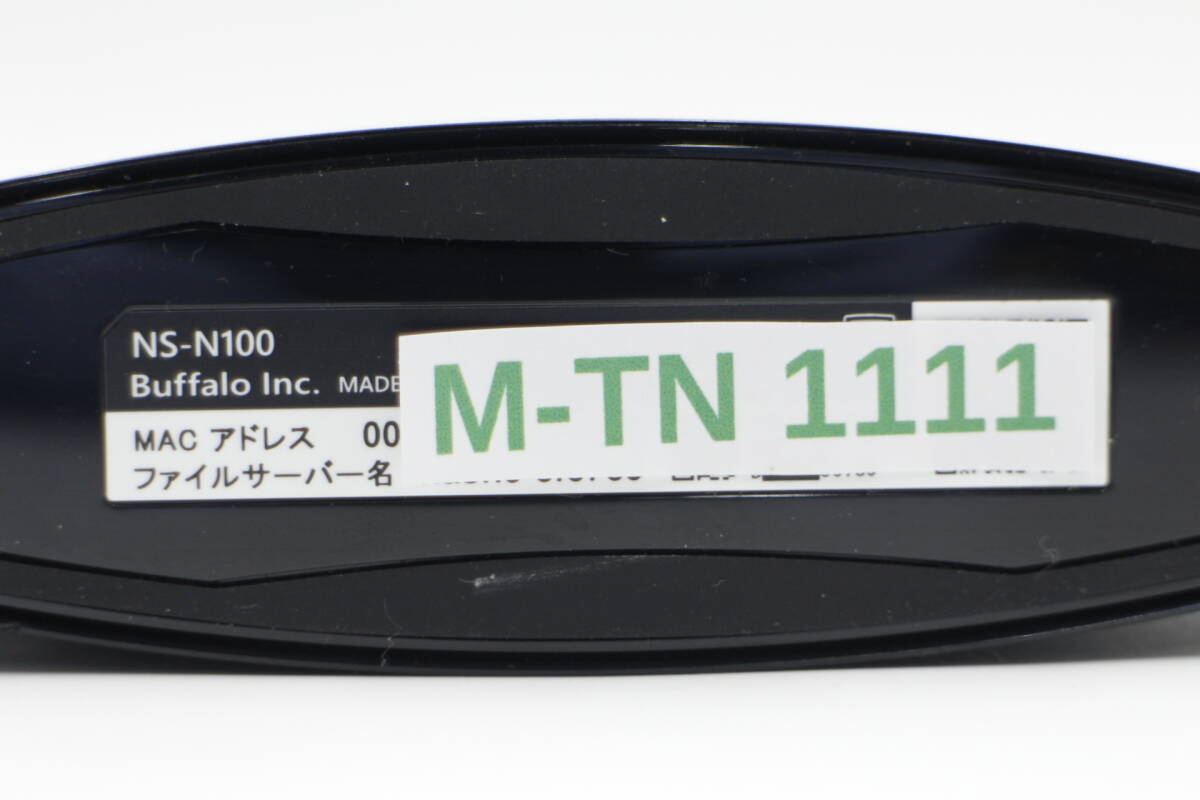 NS-N100
Buffalo Inc. MADE
M-TN 1111
MAC アドレス 00
ファイルサーバー名